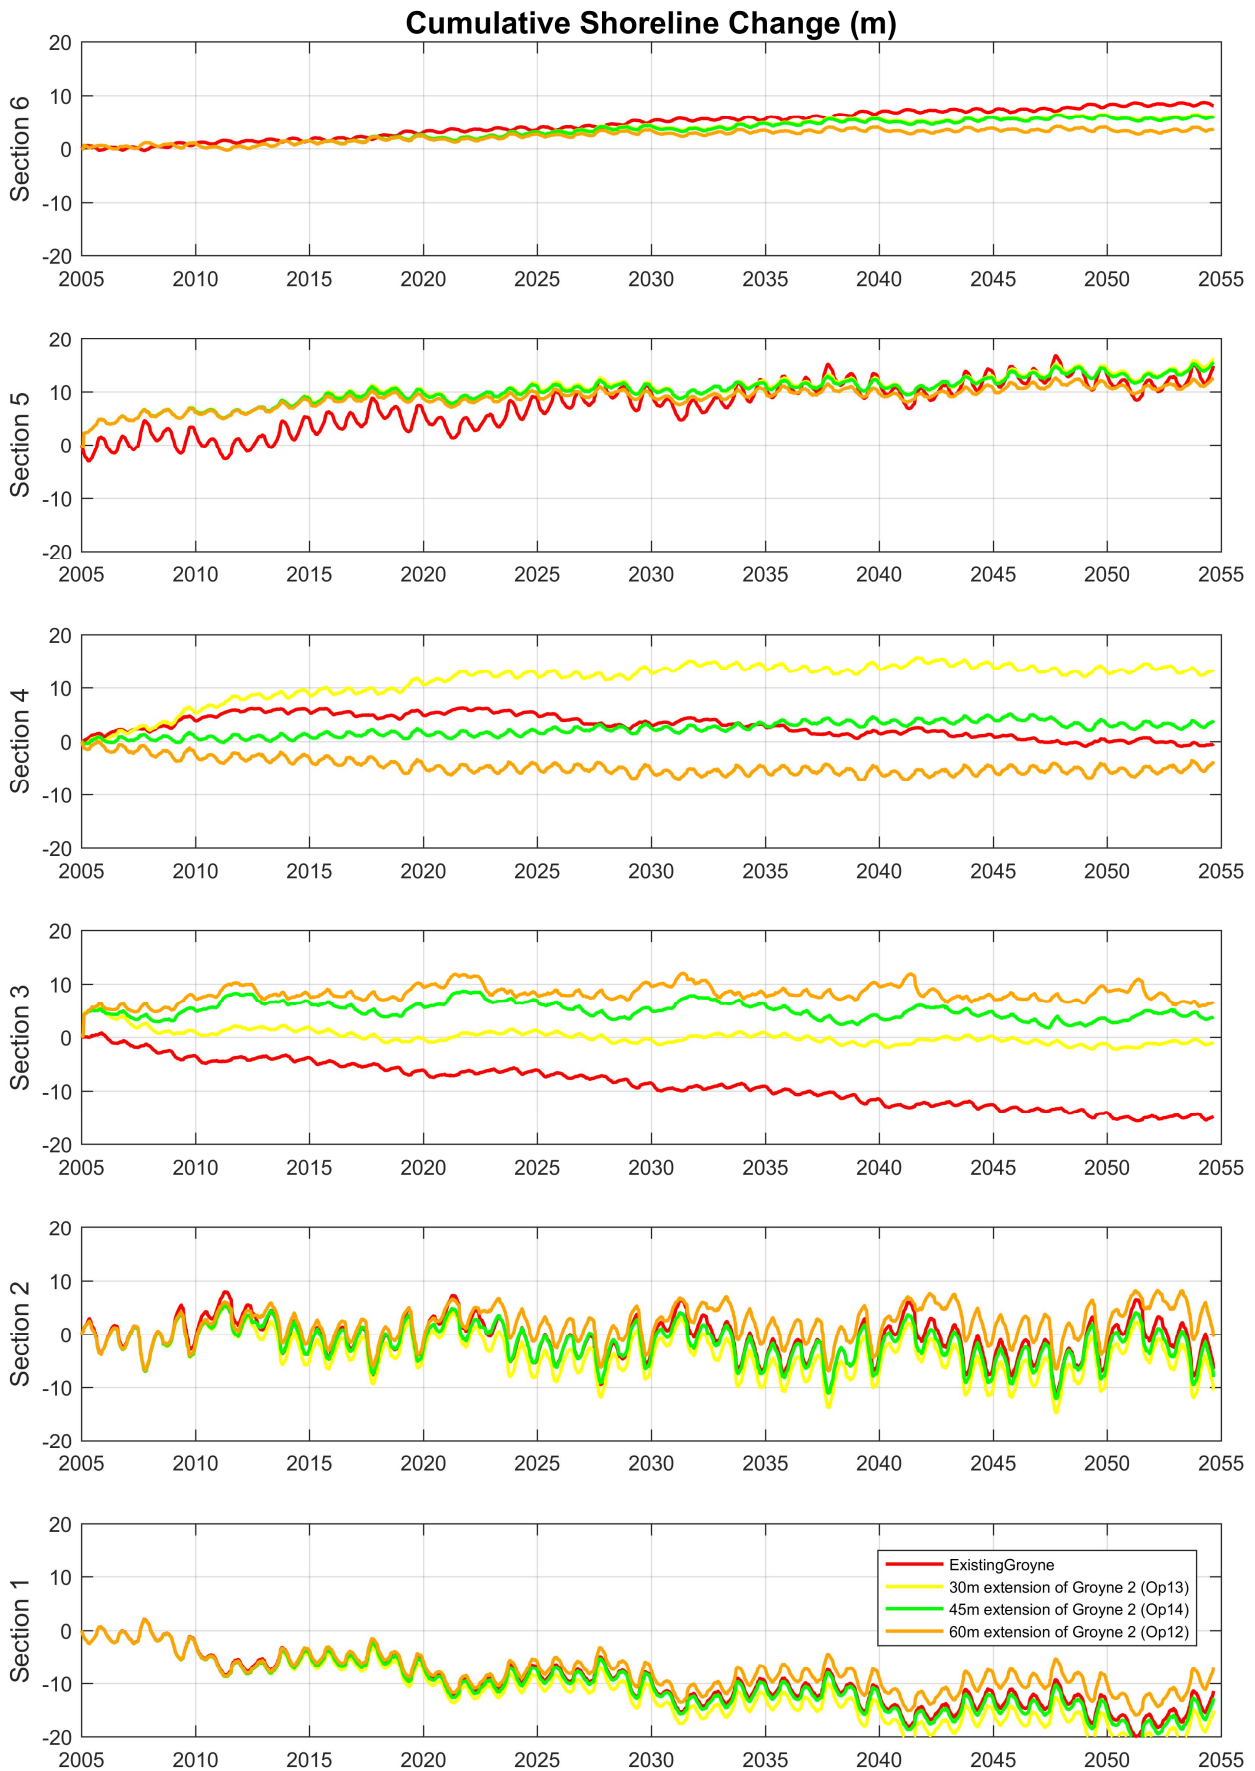 Cumulative Shoreline Change (m)
20
10
0
-10
-20
Section 6
2005 2010 2015 2020 2025 2030 2035 2040 2045 2050 2055
20
10
0
-10
-20
Section 5
2005 2010 2015 2020 2025 2030 2035 2040 2045 2050 2055
20
10
0
-10
-20
Section 4
2005 2010 2015 2020 2025 2030 2035 2040 2045 2050 2055
20
10
0
-10
-20
Section 3
2005 2010 2015 2020 2025 2030 2035 2040 2045 2050 2055
20
10
0
-10
-20
Section 2
2005 2010 2015 2020 2025 2030 2035 2040 2045 2050 2055
20
10
0
-10
-20
Section 1
ExistingGroyne
30m extension of Groyne 2 (Op13)
45m extension of Groyne 2 (Op14)
60m extension of Groyne 2 (Op12)
2005 2010 2015 2020 2025 2030 2035 2040 2045 2050 2055